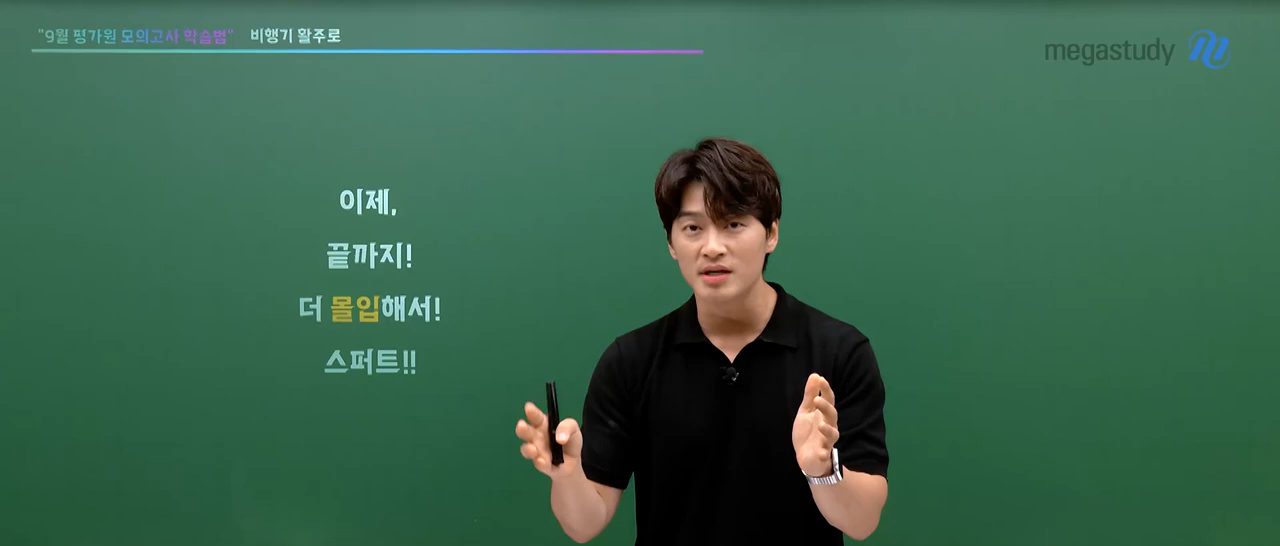 "9월 평가원 모의고사 학습법" 비행기 활주로
megastudy
이제,
끝까지!
더 몰입해서!
스퍼트!!